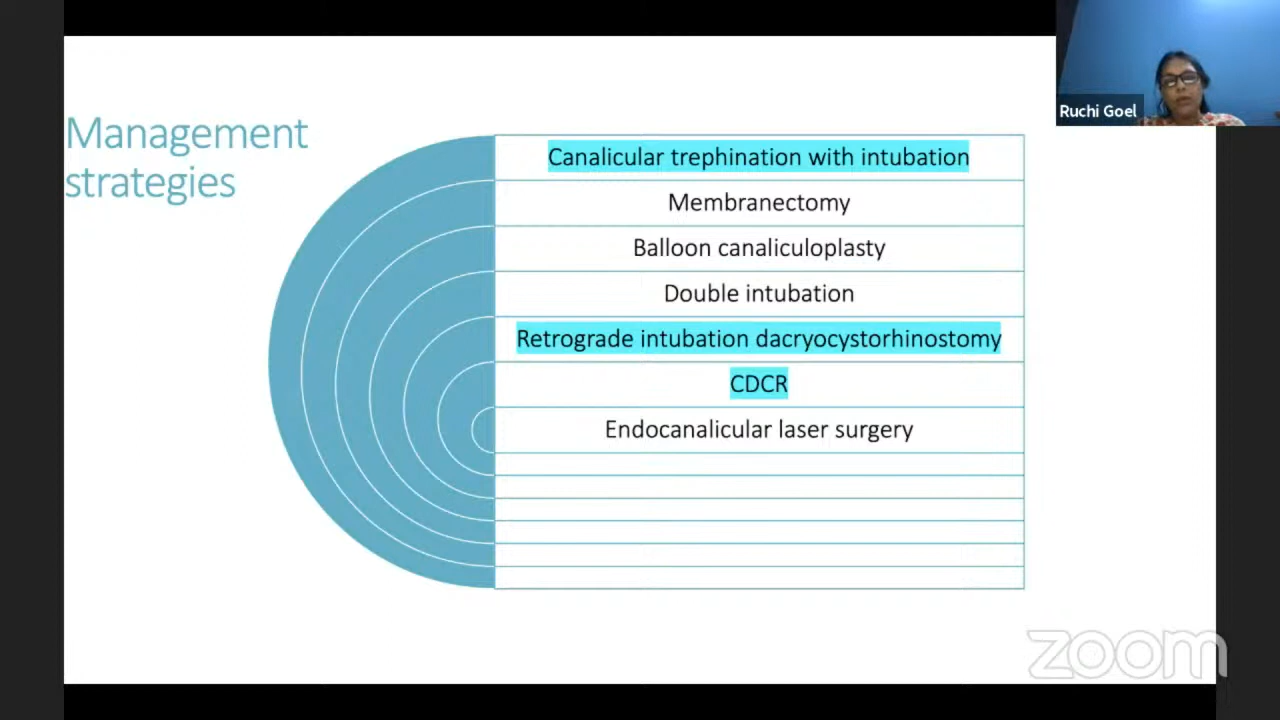 Management
strategies
Canalicular trephination with intubation
Membranectomy
Balloon canaliculoplasty
Double intubation
Retrograde intubation dacryocystorhinostomy
CDCR
Endocanalicular laser surgery
Ruchi Goel
zoom